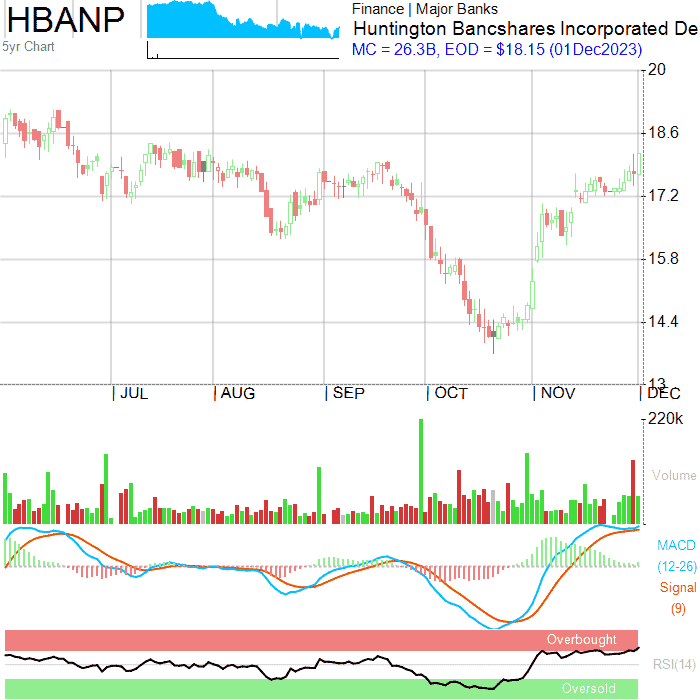 HBANP
5yr Chart
Finance | Major Banks
Huntington Bancshares Incorporated De
MC = 26.3B, EOD = $18.15 (01Dec2023)
20
18.6
17.2
15.8
14.4
13
JUL AUG SEP OCT NOV DEC
220k
Volume
MACD
(12-26)
Signal
(9)
Overbought
RSI(14)
Oversold